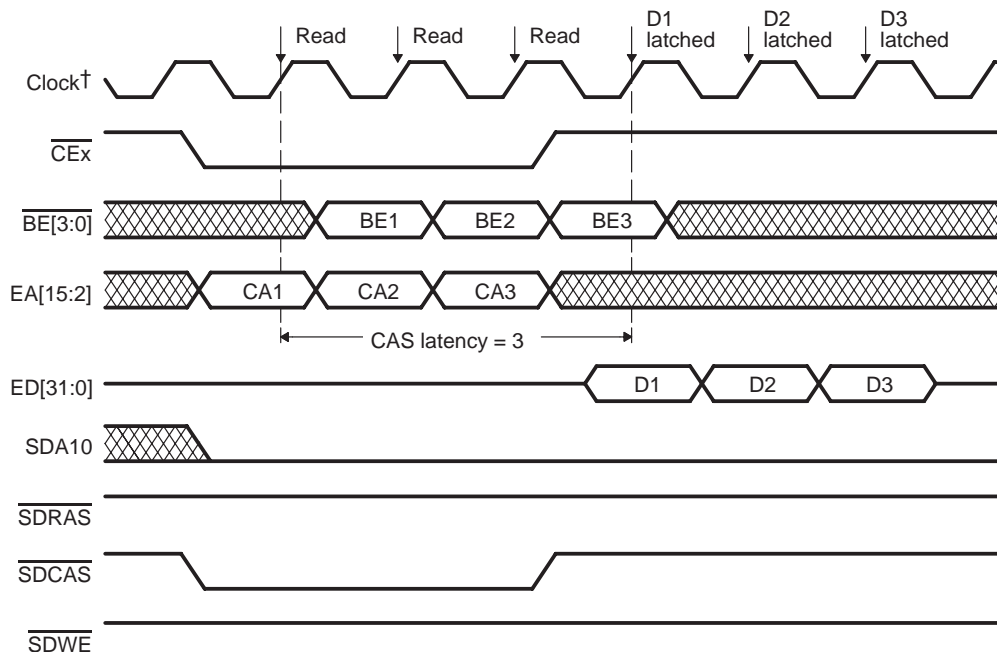 Read Read Read D1 latched D2 latched D3 latched
Clock†
CEx
BE[3:0] BE1 BE2 BE3
EA[15:2] CA1 CA2 CA3
CAS latency = 3
ED[31:0] D1 D2 D3
SDA10
SDRAS
SDCAS
SDWE